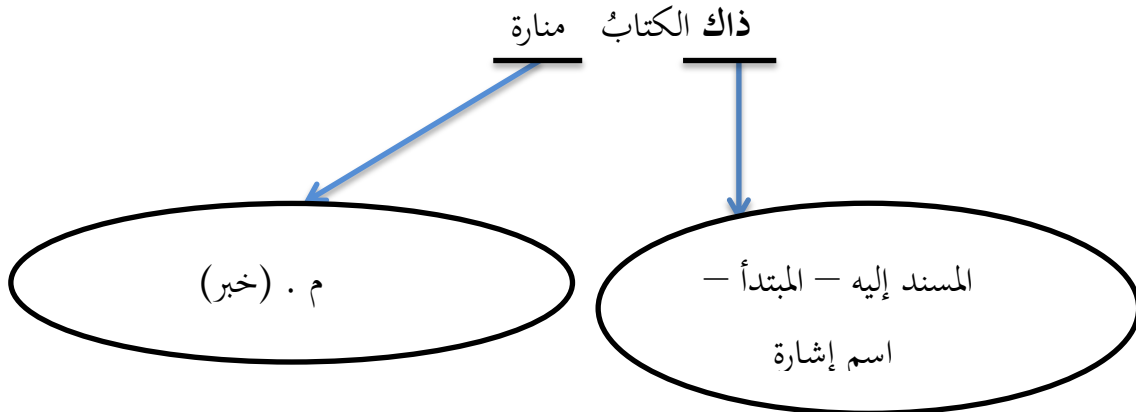 ذاك الكتابُ منارة
المسند إليه – المبتدأ –
اسم إشارة
م . (خبر)